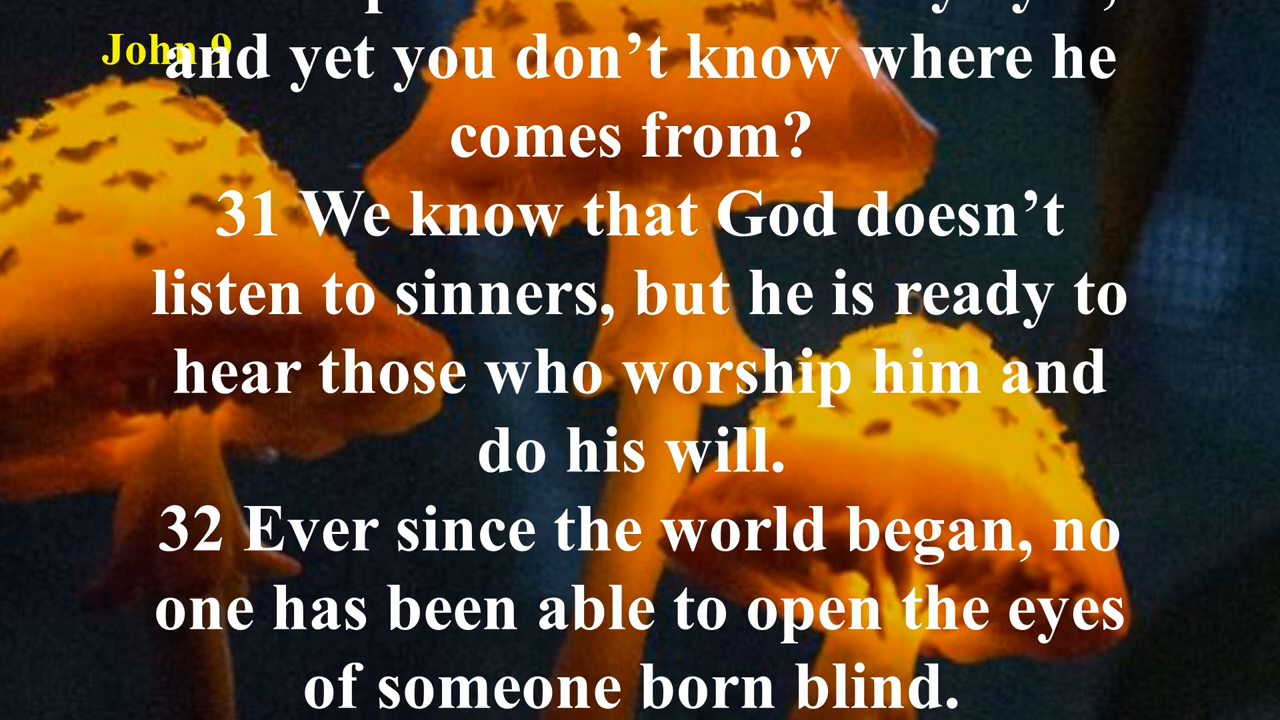 John 9
and yet you don’t know where he
comes from?
31 We know that God doesn’t
listen to sinners, but he is ready to
hear those who worship him and
do his will.
32 Ever since the world began, no
one has been able to open the eyes
of someone born blind.